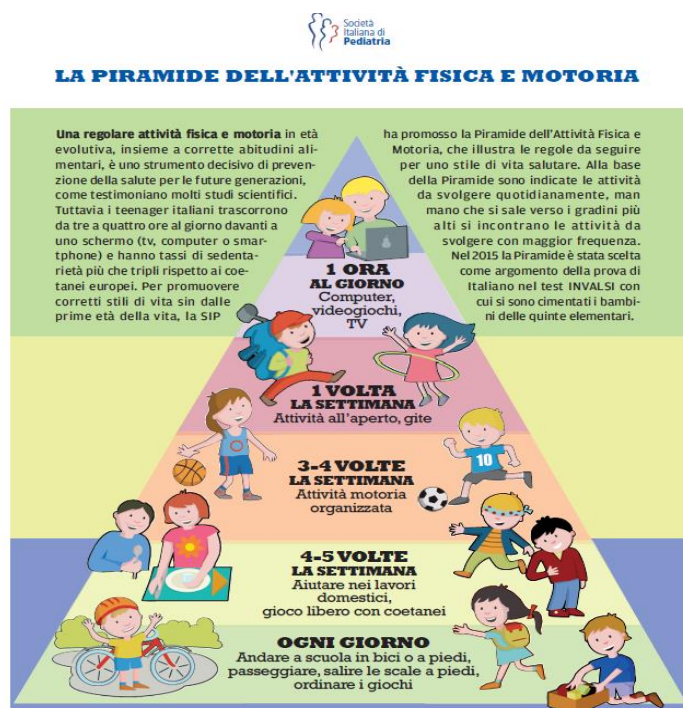 Società
Italiana di
Pediatria
LA PIRAMIDE DELL'ATTIVITÀ FISICA E MOTORIA
Una regolare attività fisica e motoria in età
evolutiva, insieme a corrette abitudini ali-
mentari, è uno strumento decisivo di preven-
zione della salute per le future generazioni,
come testimoniano molti studi scientifici.
Tuttavia i teenager italiani trascorrono
da tre a quattro ore al giorno davanti a
uno schermo (tv, computer o smar-
tphone) e hanno tassi di sedenta-
rietà più che tripli rispetto ai coe-
tanei europei. Per promuovere
corretti stili di vita sin dalle
prime età della vita, la SIP
ha promosso la Piramide dell'Attività Fisica e
Motoria, che illustra le regole da seguire
per uno stile di vita salutare. Alla base
della Piramide sono indicate le attività
da svolgere quotidianamente, man
mano che si sale verso i gradini più
alti si incontrano le attività da
svolgere con maggior frequenza.
Nel 2015 la Piramide è stata scelta
come argomento della prova di
Italiano nel test INVALSI con
cui si sono cimentati i bambi-
ni delle quinte elementari.
1 ORA
AL GIORNO
Computer,
videogiochi,
TV
1 VOLTA
LA SETTIMANA
Attività all'aperto, gite
3-4 VOLTE
LA SETTIMANA
Attività motoria
organizzata
10
4-5 VOLTE
LA SETTIMANA
Aiutare nei lavori
domestici,
gioco libero con coetanei
OGNI GIORNO
Andare a scuola in bici o a piedi,
passeggiare, salire le scale a piedi,
ordinare i giochi